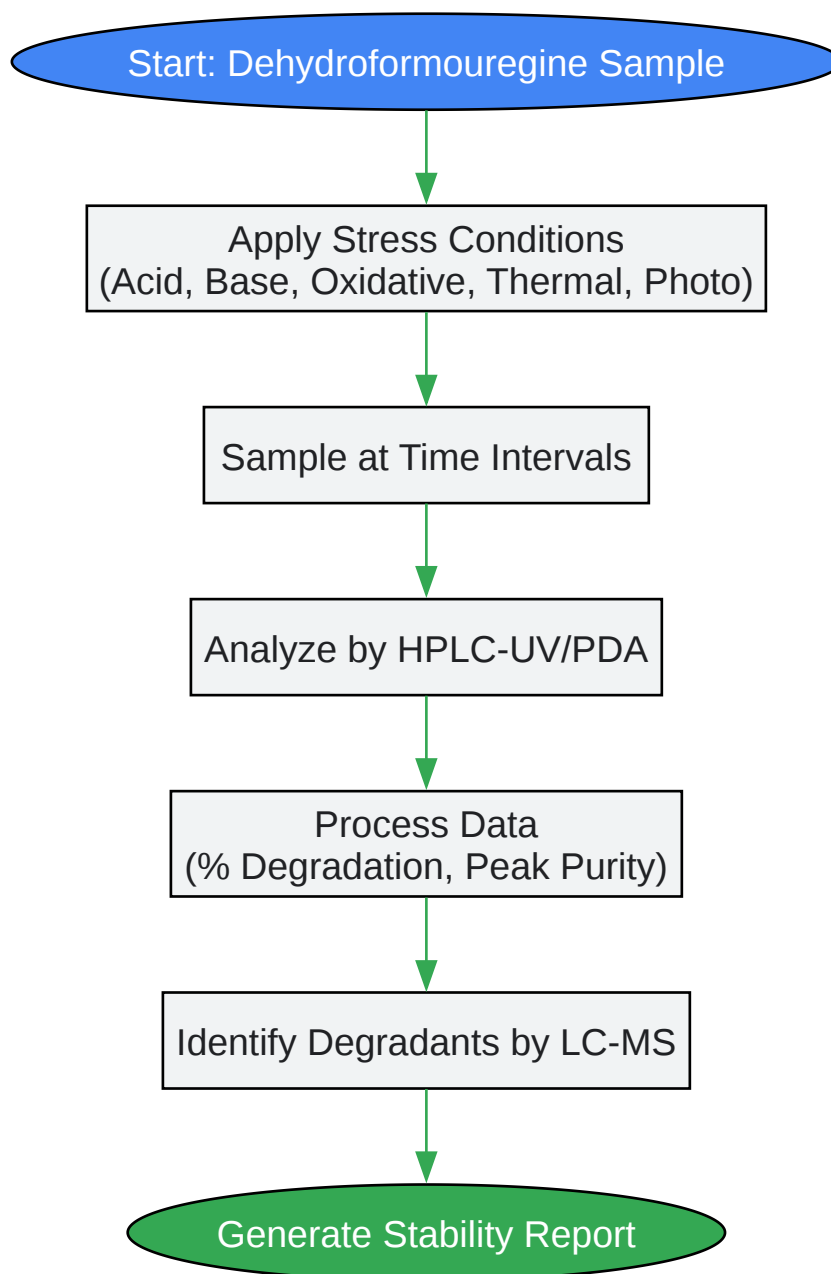 Start: Dehydroformouregine Sample
Apply Stress Conditions
(Acid, Base, Oxidative, Thermal, Photo)
Sample at Time Intervals
Analyze by HPLC-UV/PDA
Process Data
(% Degradation, Peak Purity)
Identify Degradants by LC-MS
Generate Stability Report